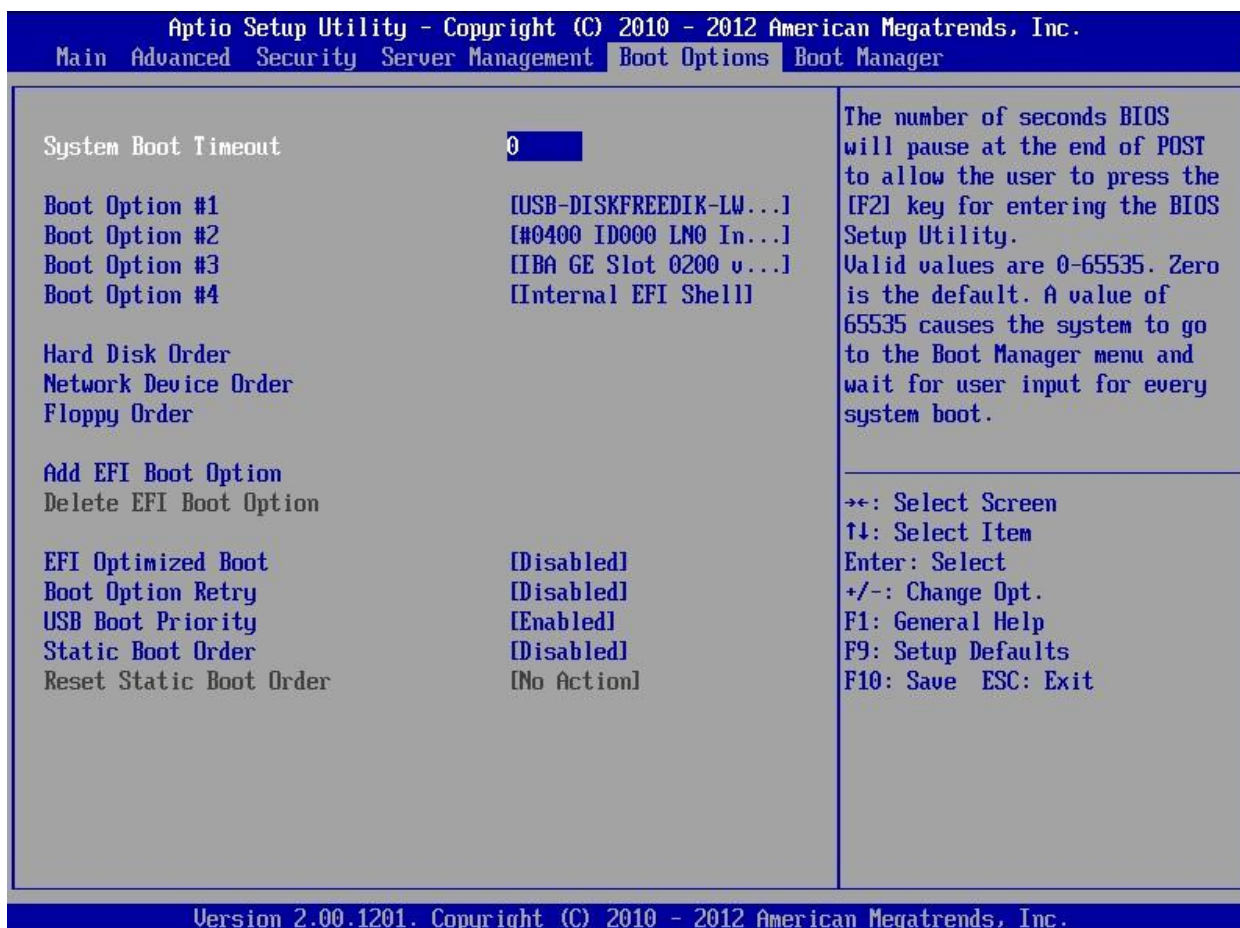 Aptio Setup Utility - Copyright (C) 2010 - 2012 American Megatrends, Inc.
Main Advanced Security Server Management Boot Options Boot Manager
System Boot Timeout 0
Boot Option #1 [USB-DISKFREEDIK-LW...]
Boot Option #2 [#0400 ID000 LN0 In...]
Boot Option #3 [IBA GE Slot 0200 v...]
Boot Option #4 [Internal EFI Shell]
Hard Disk Order
Network Device Order
Floppy Order
Add EFI Boot Option
Delete EFI Boot Option
EFI Optimized Boot [Disabled]
Boot Option Retry [Disabled]
USB Boot Priority [Enabled]
Static Boot Order [Disabled]
Reset Static Boot Order [No Action]
The number of seconds BIOS
will pause at the end of POST
to allow the user to press the
[F2] key for entering the BIOS
Setup Utility.
Valid values are 0-65535. Zero
is the default. A value of
65535 causes the system to go
to the Boot Manager menu and
wait for user input for every
system boot.
→←: Select Screen
↑↓: Select Item
Enter: Select
+/-: Change Opt.
F1: General Help
F9: Setup Defaults
F10: Save ESC: Exit
Version 2.00.1201. Copyright (C) 2010 - 2012 American Megatrends, Inc.